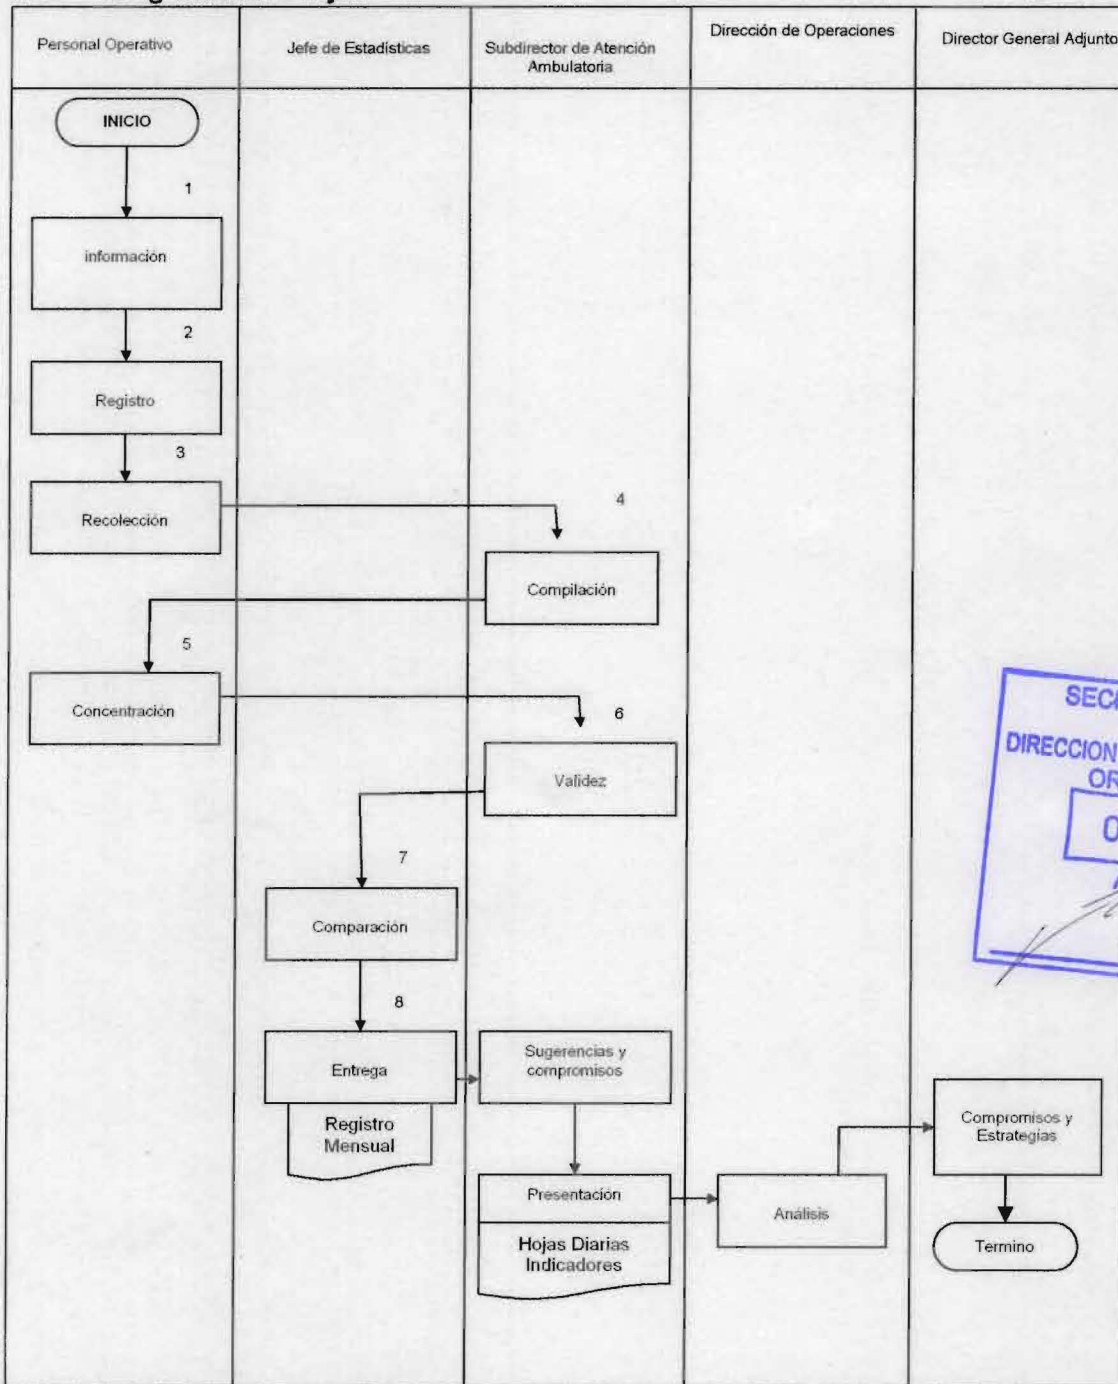 Personal Operativo
Jefe de Estadísticas
Subdirector de Atención
Ambulatoria
Dirección de Operaciones
Director General Adjunto
INICIO
1
información
2
Registro
3
Recolección
4
Compilación
5
Concentración
6
Validez
7
Comparación
8
Entrega
Registro
Mensual
Sugerencias y
compromisos
Presentación
Hojas Diarias
Indicadores
Análisis
Compromisos y
Estrategias
Termino
DIRECCION